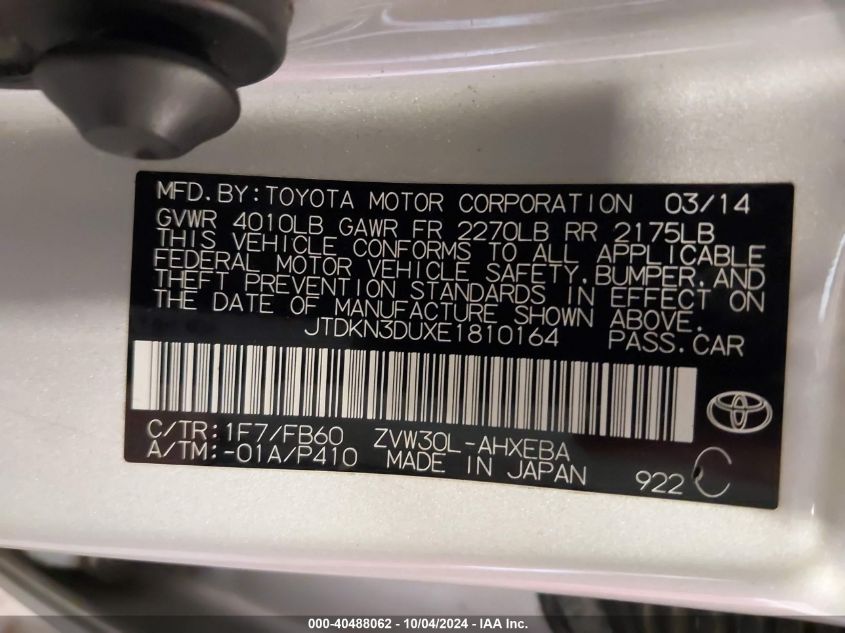 MFD.BY:TOYOTA MOTOR CORPORATION 03/14
GVWR 4010LB GAWR FR 2270LB RR 2175LB
THIS VEHICLE CONFORMS TO ALL APPLICABLE
FEDERAL MOTOR VEHICLE SAFETY,BUMPER,AND
THEFT PREVENTION STANDARDS IN EFFECT ON
THE DATE OF MANUFACTURE SHOWN ABOVE.
JTDKN3DUXE1810164 PASS.CAR
C/TR:1F7/FB60 ZVW30L-AHXEBA
A/TM:-01A/P410 MADE IN JAPAN
922 C
000-40488062 - 10/04/2024 - IAA Inc.